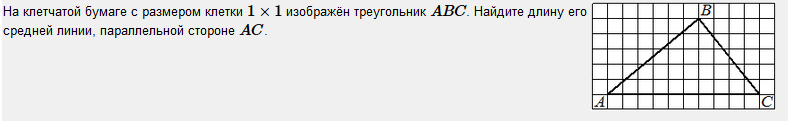 На клетчатой бумаге с размером клетки 1 × 1 изображён треугольник ABC. Найдите длину его
средней линии, параллельной стороне AC.
B
A
C